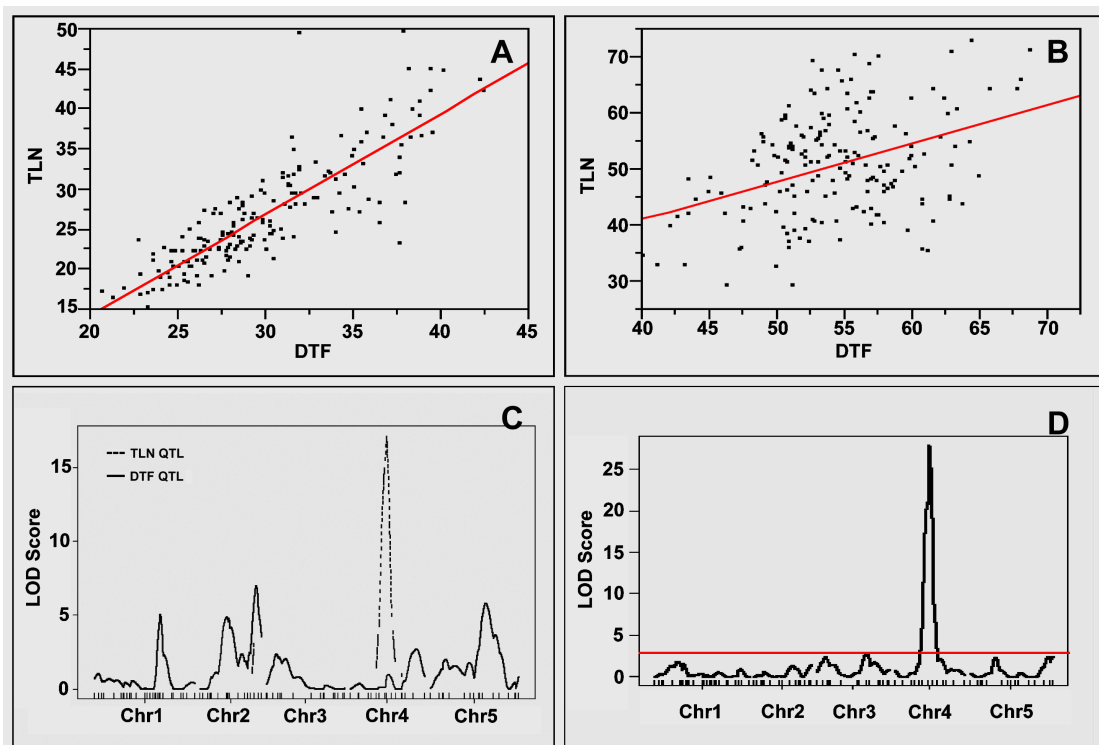 A
50
45
40
35
30
25
20
15
TLN
20 25 30 35 40 45
DTF
B
70
60
50
40
30
TLN
40 45 50 55 60 65 70
DTF
C
TLN QTL
DTF QTL
15
10
5
0
LOD Score
Chr1 Chr2 Chr3 Chr4 Chr5
D
25
20
15
10
5
0
LOD Score
Chr1 Chr2 Chr3 Chr4 Chr5